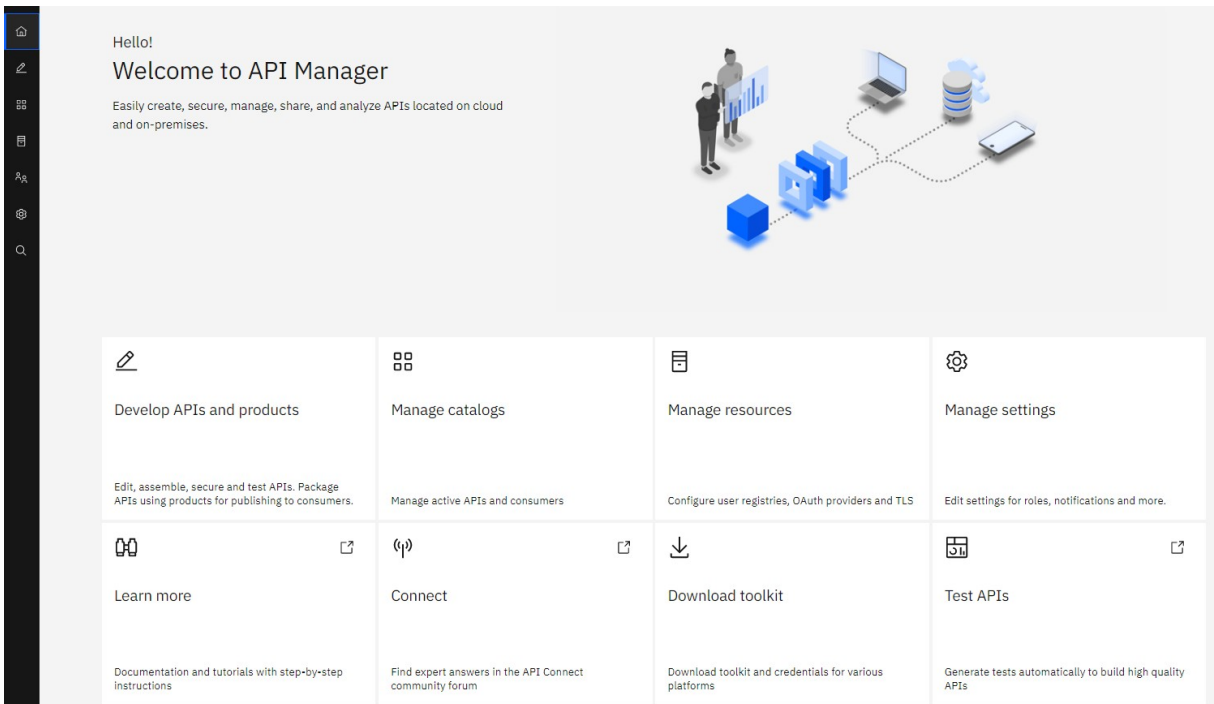 Hello!
Welcome to API Manager
Easily create, secure, manage, share, and analyze APIs located on cloud
and on-premises.
Develop APIs and products
Edit, assemble, secure and test APIs. Package
APIs using products for publishing to consumers.
Manage catalogs
Manage active APIs and consumers
Manage resources
Configure user registries, OAuth providers and TLS
Manage settings
Edit settings for roles, notifications and more.
Learn more
Documentation and tutorials with step-by-step
instructions
Connect
Find expert answers in the API Connect
community forum
Download toolkit
Download toolkit and credentials for various
platforms
Test APIs
Generate tests automatically to build high quality
APIs